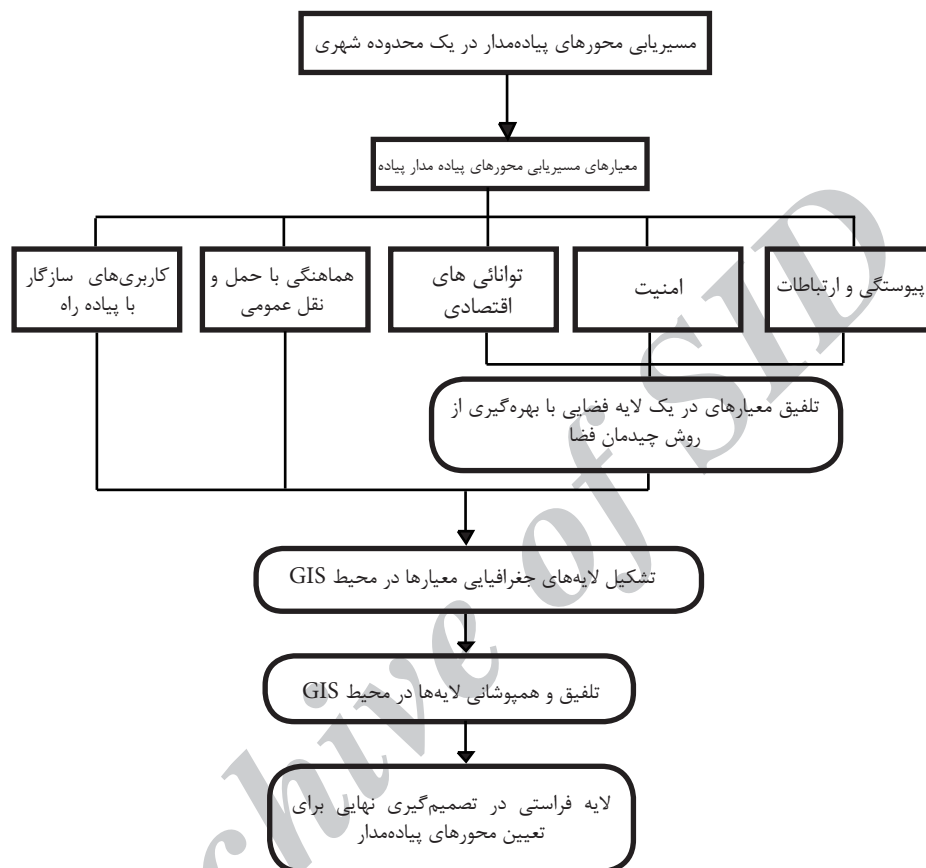 مسیریابی محورهای پیاده‌مدار در یک محدوده شهری
معیارهای مسیریابی محورهای پیاده مدار پیاده
پیوستگی و ارتباطات
امنیت
توانائی های
اقتصادی
هماهنگی با حمل و
نقل عمومی
کاربری‌های سازگار
با پیاده راه
تلفیق معیارهای در یک لایه فضایی با بهره‌گیری از
روش چیدمان فضا
تشکیل لایه‌های جغرافیایی معیارها در محیط GIS
تلفیق و همپوشانی لایه‌ها در محیط GIS
لایه فراستی در تصمیم‌گیری نهایی برای
تعیین محورهای پیاده‌مدار
chive of SID